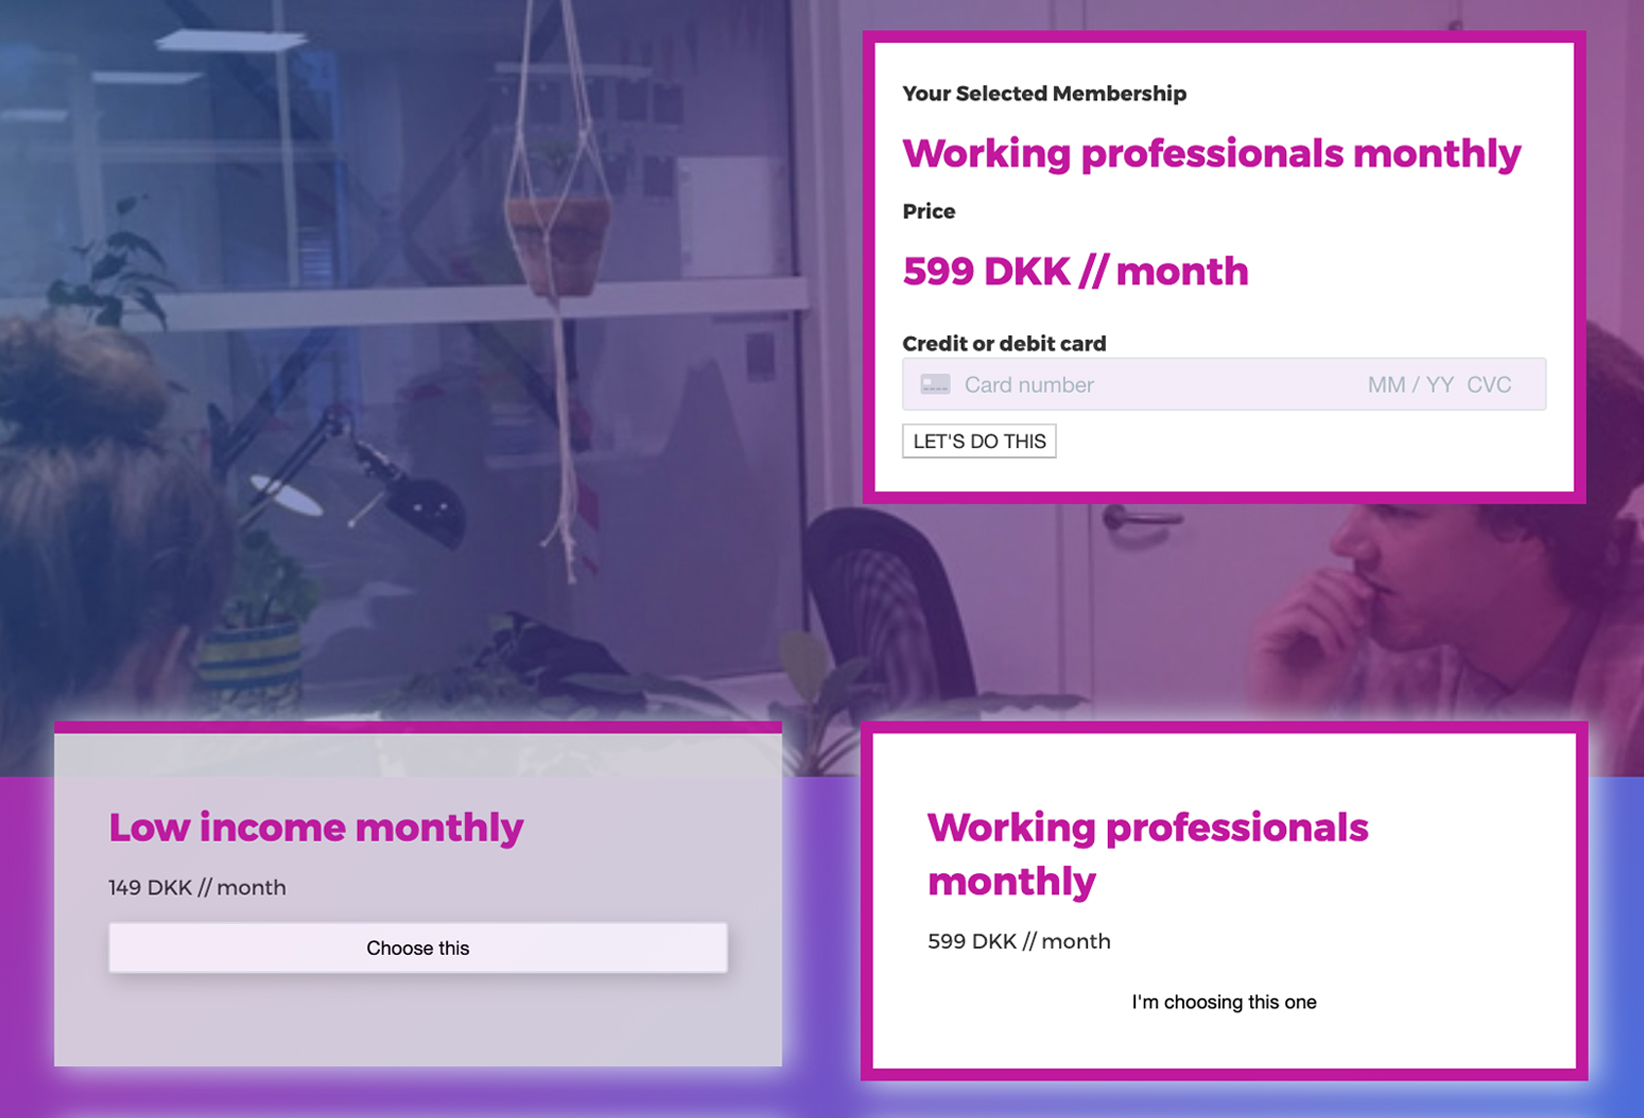 Your Selected Membership
Working professionals monthly
Price
599 DKK // month
Credit or debit card
Card number MM / YY CVC
LET'S DO THIS
Low income monthly
149 DKK // month
Choose this
Working professionals
monthly
599 DKK // month
I'm choosing this one